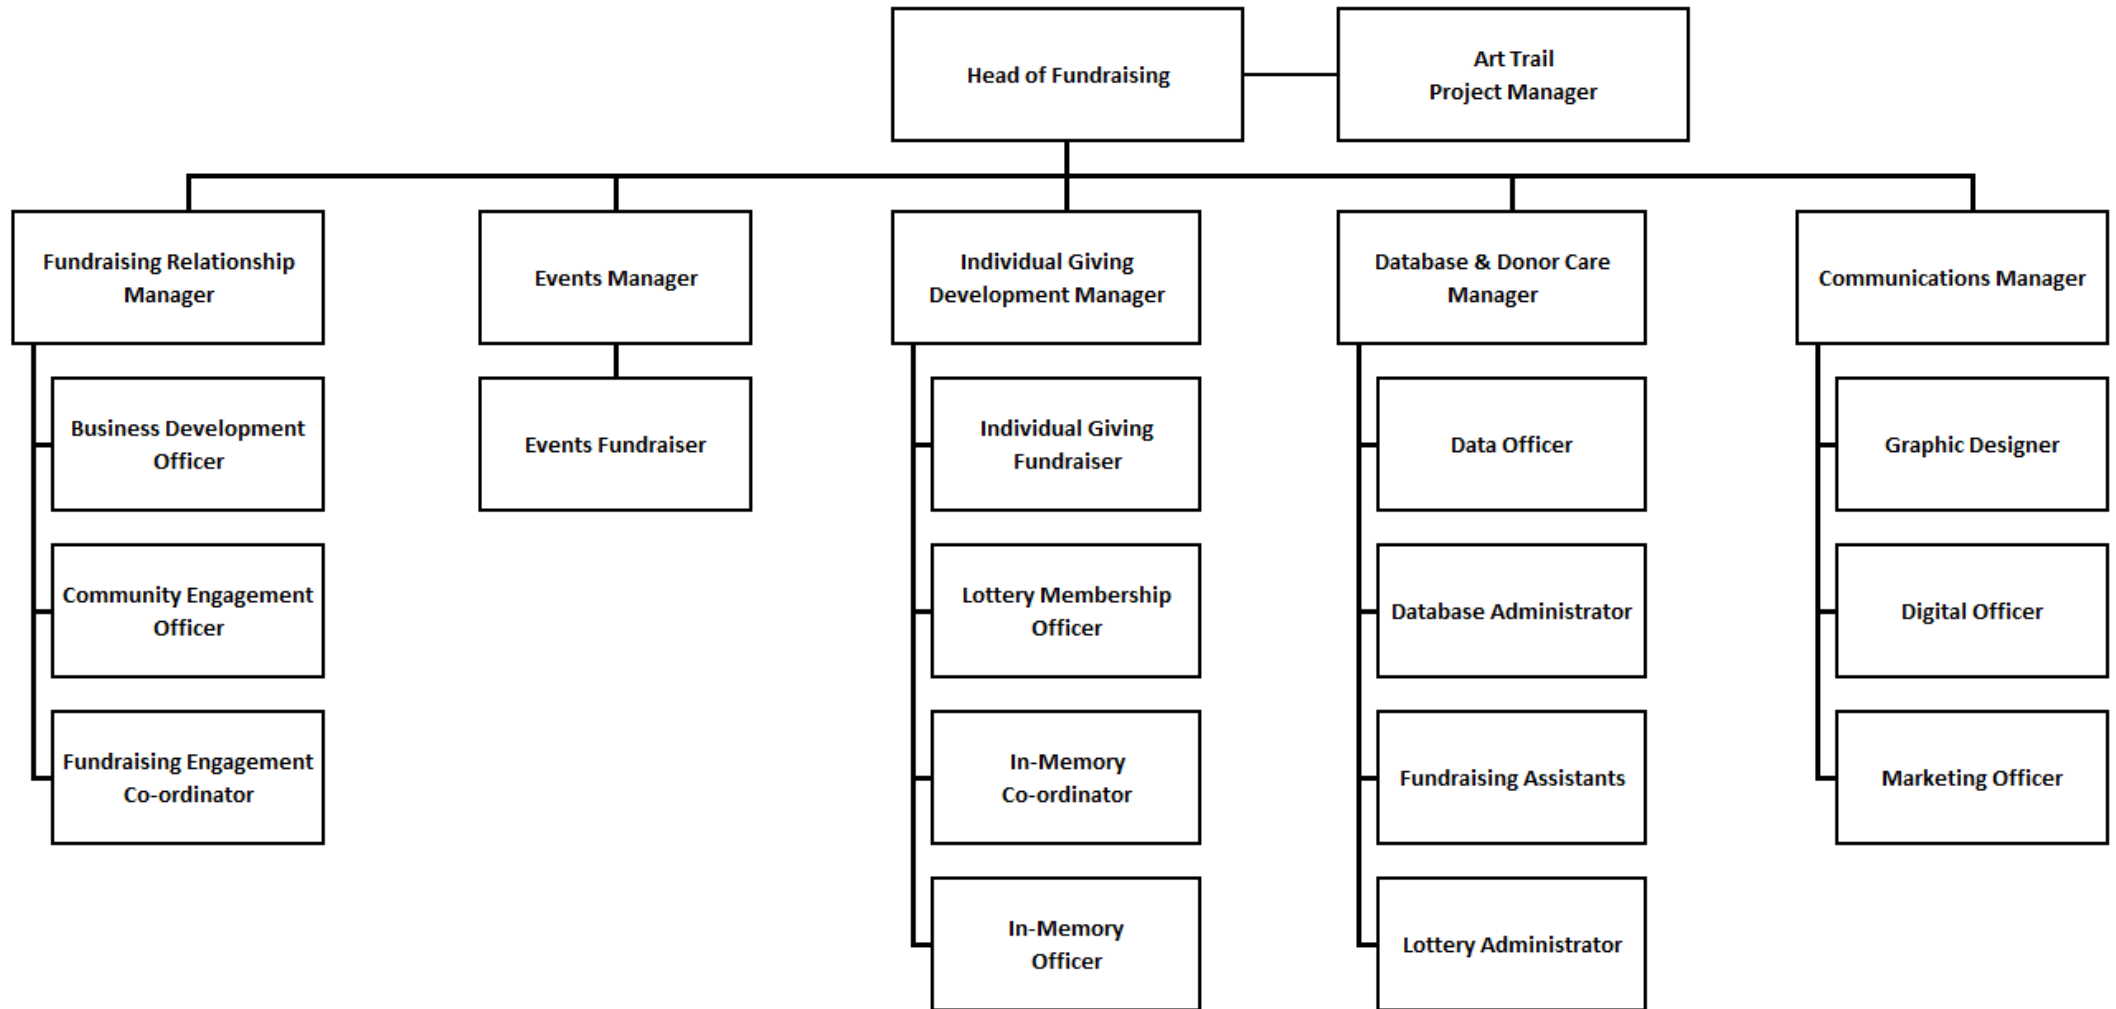 Head of Fundraising
Art Trail
Project Manager
Fundraising Relationship
Manager
Events Manager
Individual Giving
Development Manager
Database & Donor Care
Manager
Communications Manager
Business Development
Officer
Events Fundraiser
Individual Giving
Fundraiser
Data Officer
Graphic Designer
Community Engagement
Officer
Lottery Membership
Officer
Database Administrator
Digital Officer
Fundraising Engagement
Co-ordinator
In-Memory
Co-ordinator
Fundraising Assistants
Marketing Officer
In-Memory
Officer
Lottery Administrator